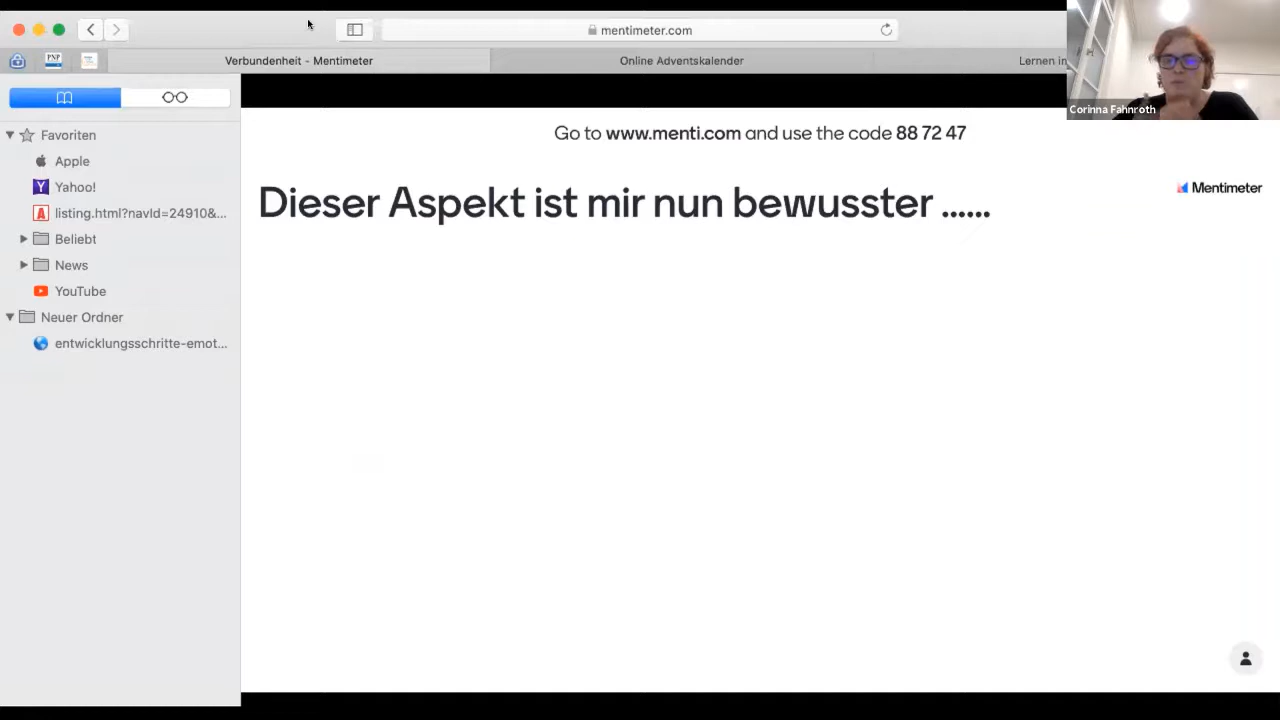 mentimeter.com
PNP
Verbundenheit - Mentimeter
Online Adventskalender
Lernen in
Corinna Fahnroth
Favoriten
Apple
Yahoo!
listing.html?navId=24910&...
Beliebt
News
YouTube
Neuer Ordner
entwicklungsschritte-emot...
Go to www.menti.com and use the code 88 72 47
Mentimeter
Dieser Aspekt ist mir nun bewusster ......